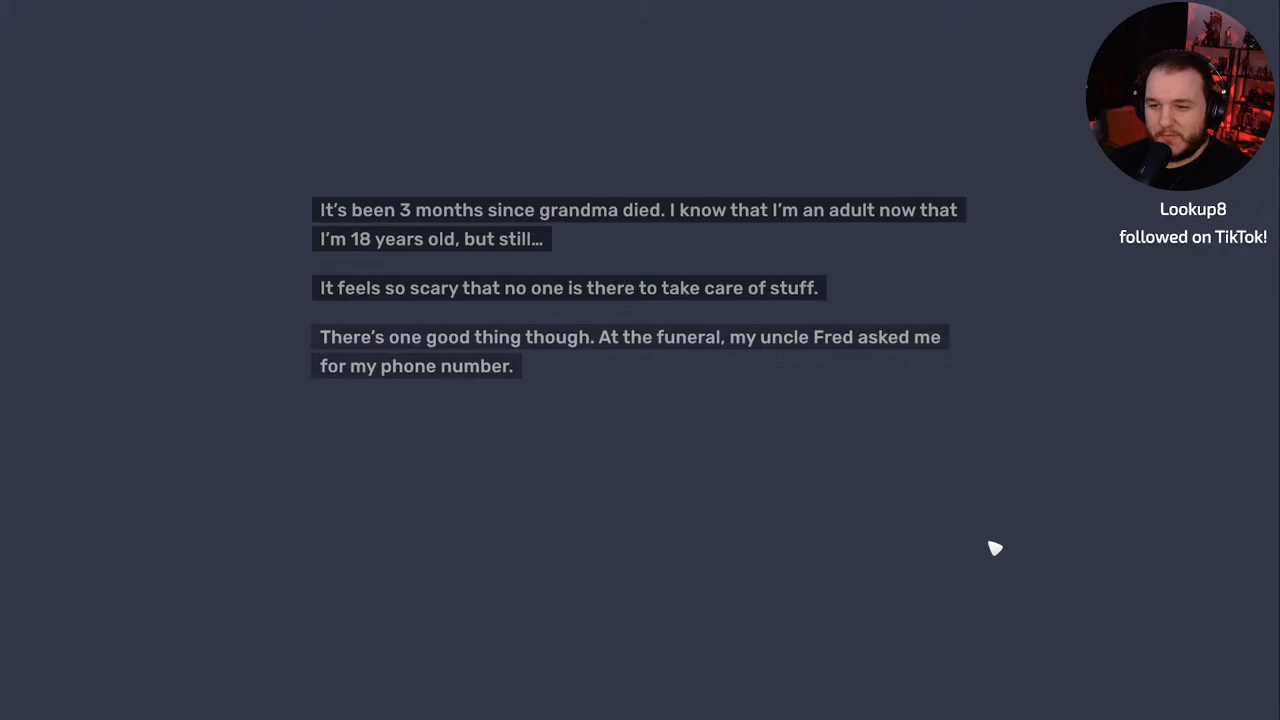 It's been 3 months since grandma died. I know that I'm an adult now that
I'm 18 years old, but still…
It feels so scary that no one is there to take care of stuff.
There's one good thing though. At the funeral, my uncle Fred asked me
for my phone number.
Lookup8
followed on TikTok!